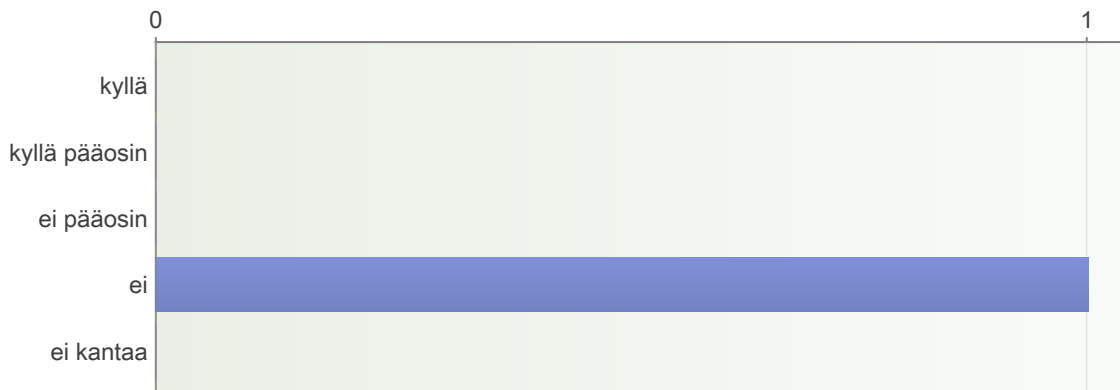 0 1
kyllä
kyllä pääosin
ei pääosin
ei
ei kantaa